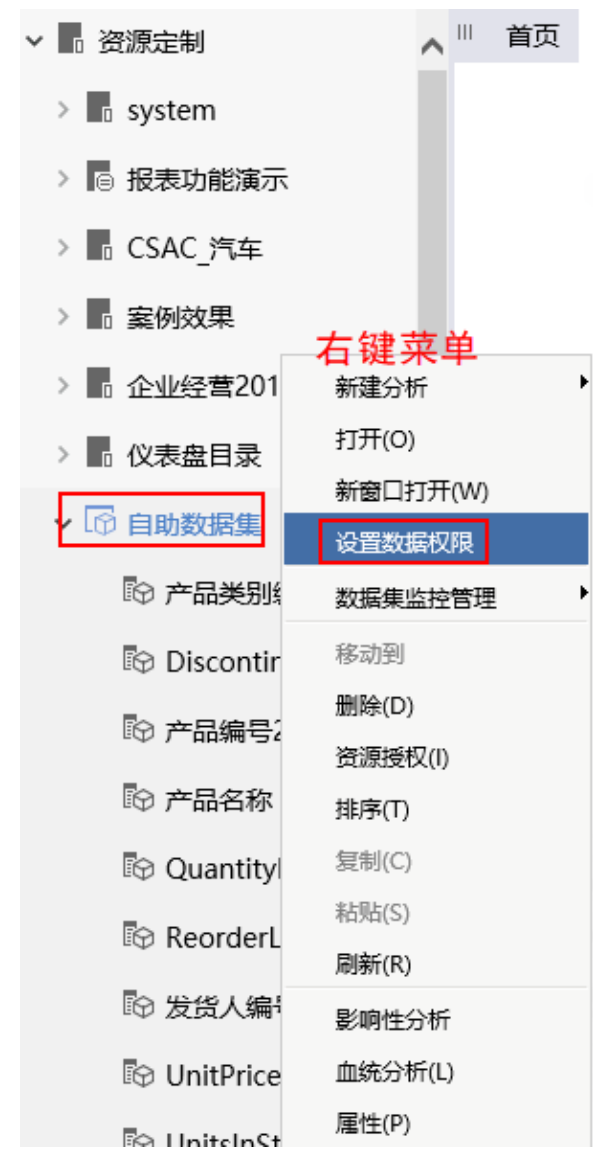 资源定制
首页
system
报表功能演示
CSAC_汽车
案例效果
右键菜单
企业经营201
仪表盘目录
自助数据集
产品类别
Discontin
产品编号2
产品名称
Quantity
ReorderL
发货人编号
UnitPrice
UnitsInSt
新建分析
打开(O)
新窗口打开(W)
设置数据权限
数据集监控管理
移动到
删除(D)
资源授权(I)
排序(T)
复制(C)
粘贴(S)
刷新(R)
影响性分析
血统分析(L)
属性(P)